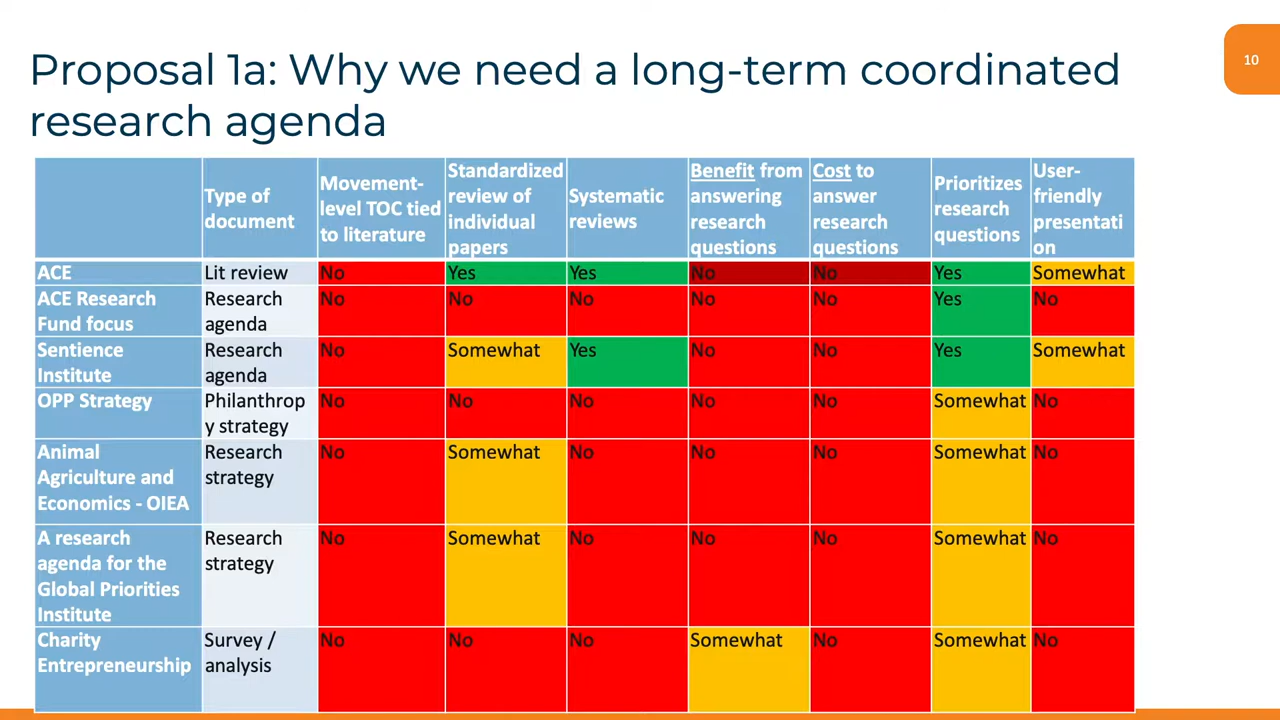 Proposal 1a: Why we need a long-term coordinated
research agenda
10
Type of
document
Movement-
level TOC tied
to literature
Standardized
review of
individual
papers
Systematic
reviews
Benefit from
answering
research
questions
Cost to
answer
research
questions
Prioritizes
research
questions
User-
friendly
presentati
on
ACE
Lit review
No
Yes
Yes
No
No
Yes
Somewhat
ACE Research
Fund focus
Research
agenda
No
No
No
No
No
Yes
No
Sentience
Institute
Research
agenda
No
Somewhat
Yes
No
No
Yes
Somewhat
OPP Strategy
Philanthrop
y strategy
No
No
No
No
No
Somewhat
No
Animal
Agriculture and
Economics - OIEA
Research
strategy
No
Somewhat
No
No
No
Somewhat
No
A research
agenda for the
Global Priorities
Institute
Research
strategy
No
Somewhat
No
No
No
Somewhat
No
Charity
Entrepreneurship
Survey /
analysis
No
No
No
Somewhat
No
Somewhat
No